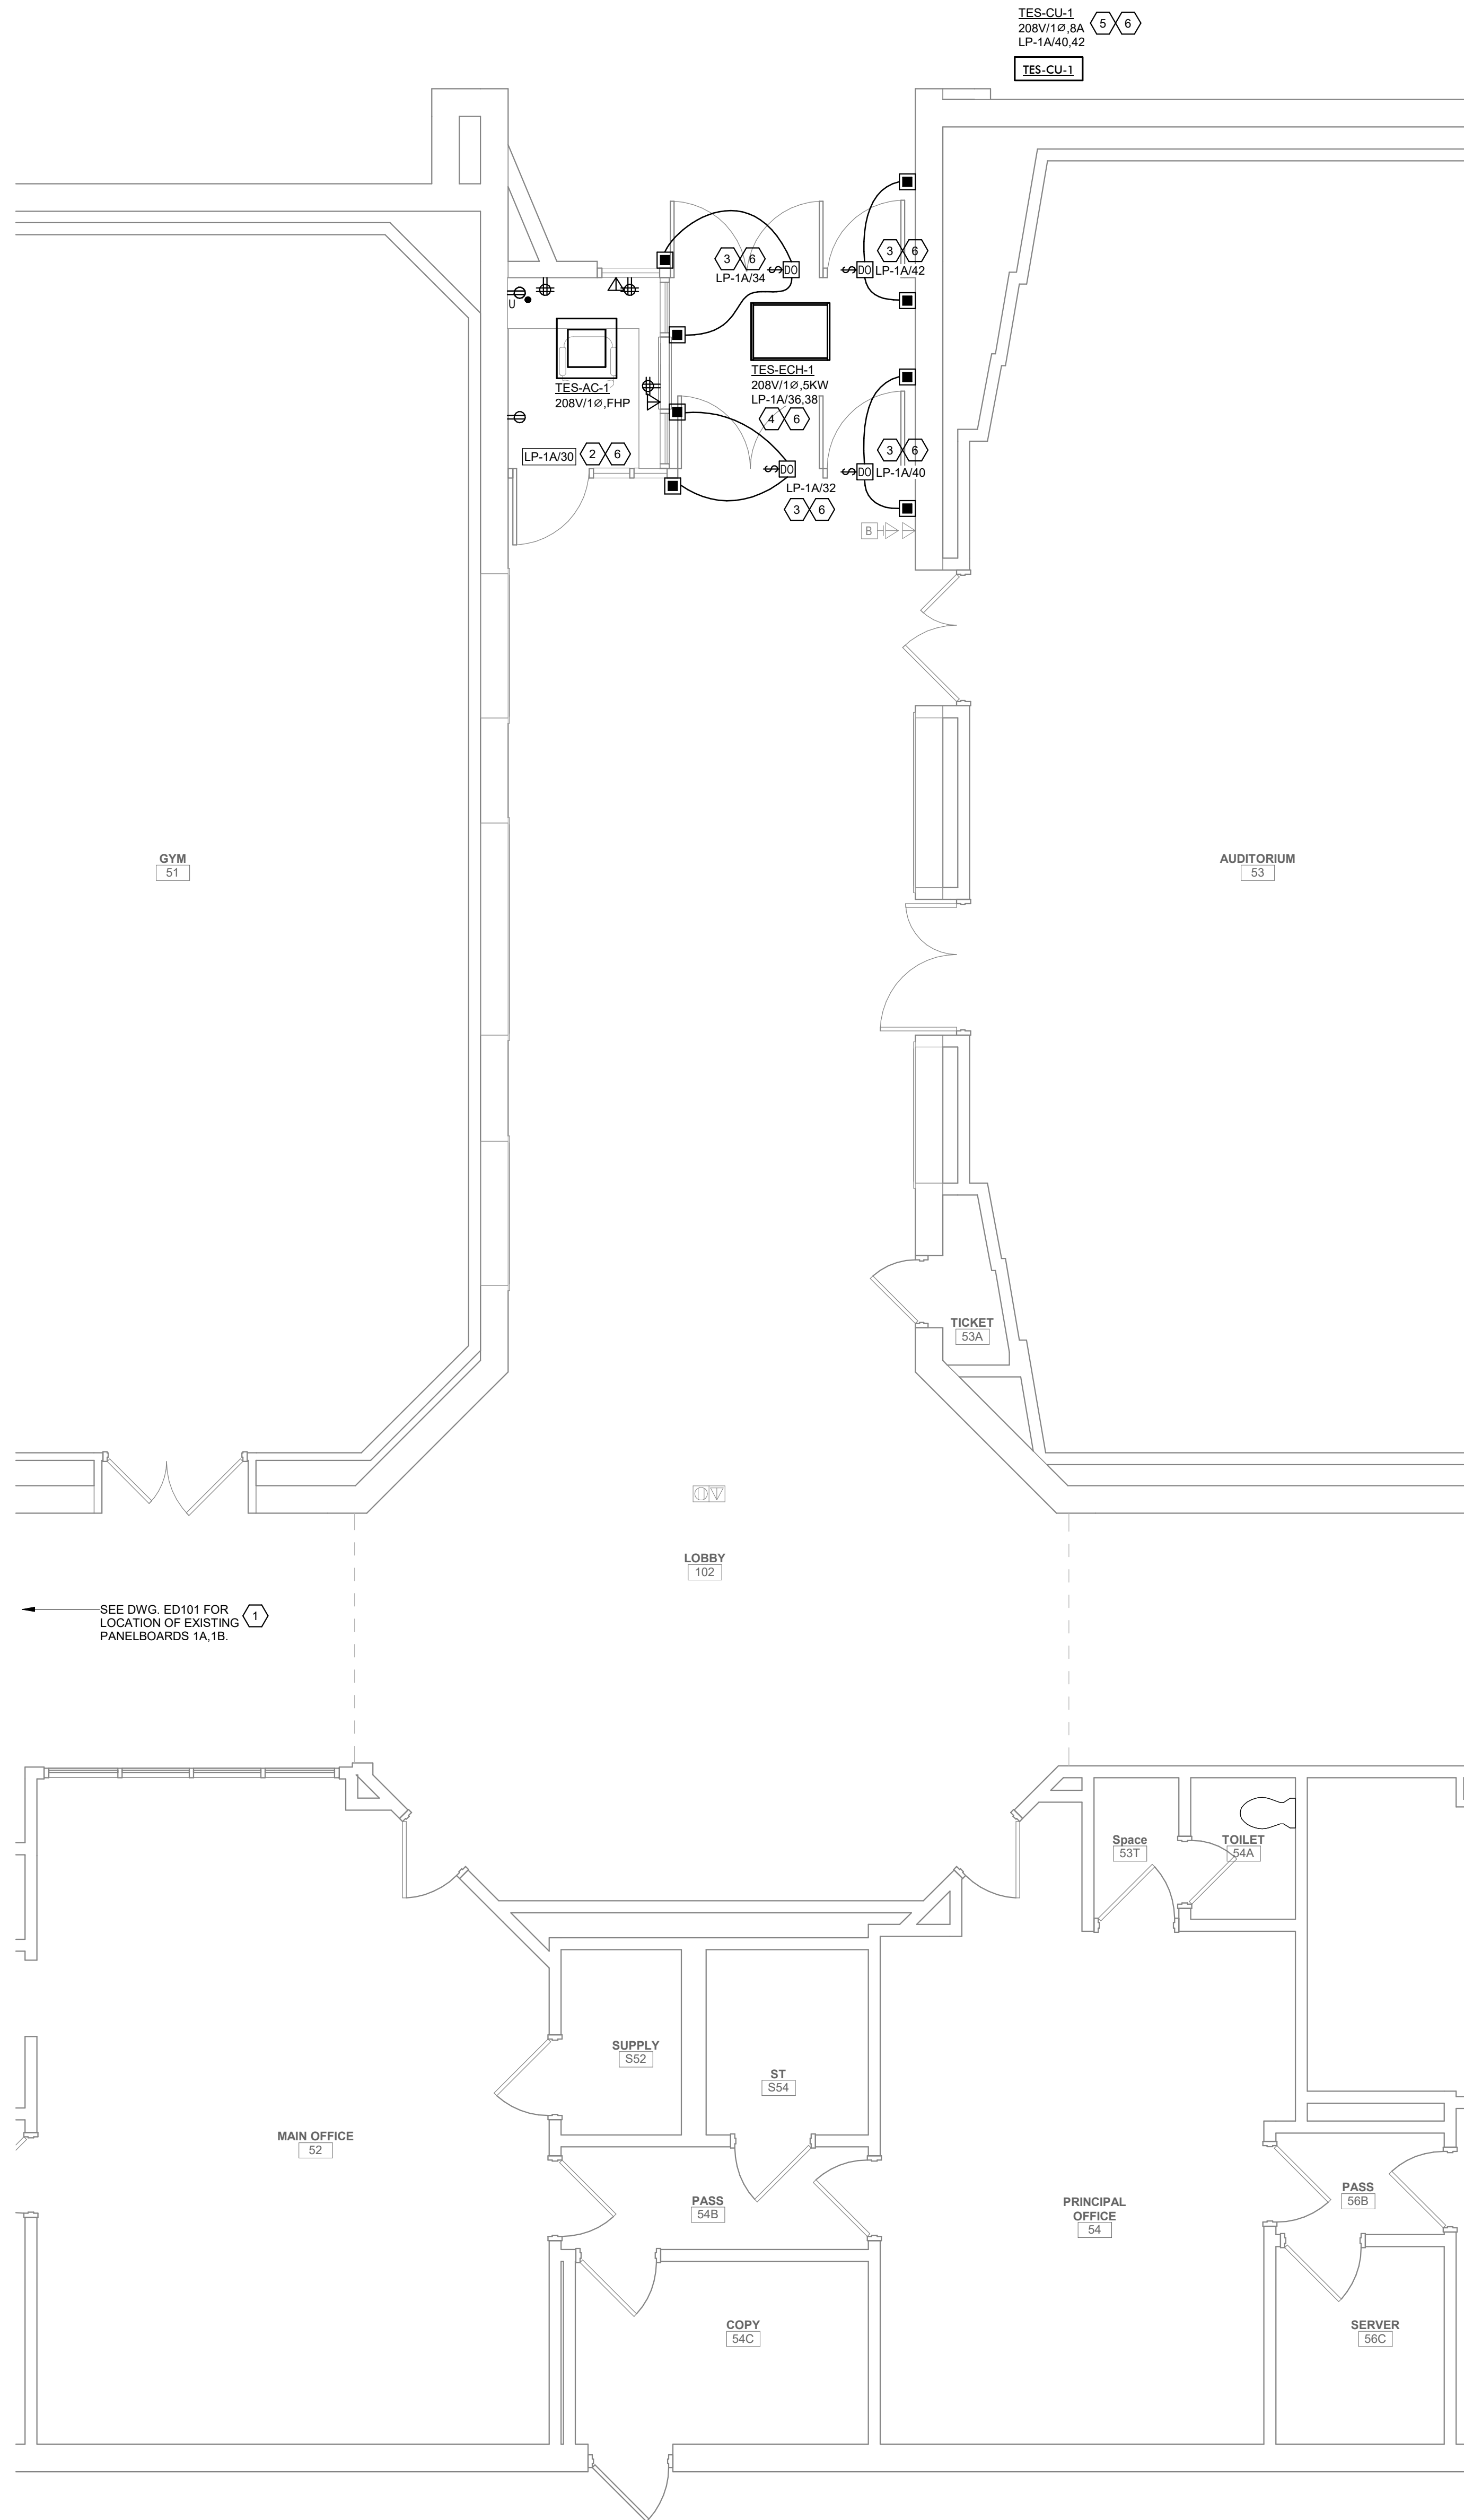 TES-CU-1
208V/1Ø,8A
5
6
LP-1A/40,42
TES-CU-1
3
6
LP-1A/34
DO
3
6
DO
LP-1A/42
U
TES-AC-1
208V/1Ø,FHP
TES-ECH-1
208V/1Ø,5KW
LP-1A/36,38
4
6
LP-1A/30
2
6
3
6
DO
DO
LP-1A/40
LP-1A/32
3
6
B
GYM
51
AUDITORIUM
53
TICKET
53A
LOBBY
102
SEE DWG. ED101 FOR
LOCATION OF EXISTING
PANELBOARDS 1A,1B.
1
Space
53T
TOILET
54A
SUPPLY
S52
ST
S54
MAIN OFFICE
52
PASS
54B
PRINCIPAL
OFFICE
54
PASS
56B
COPY
54C
SERVER
56C